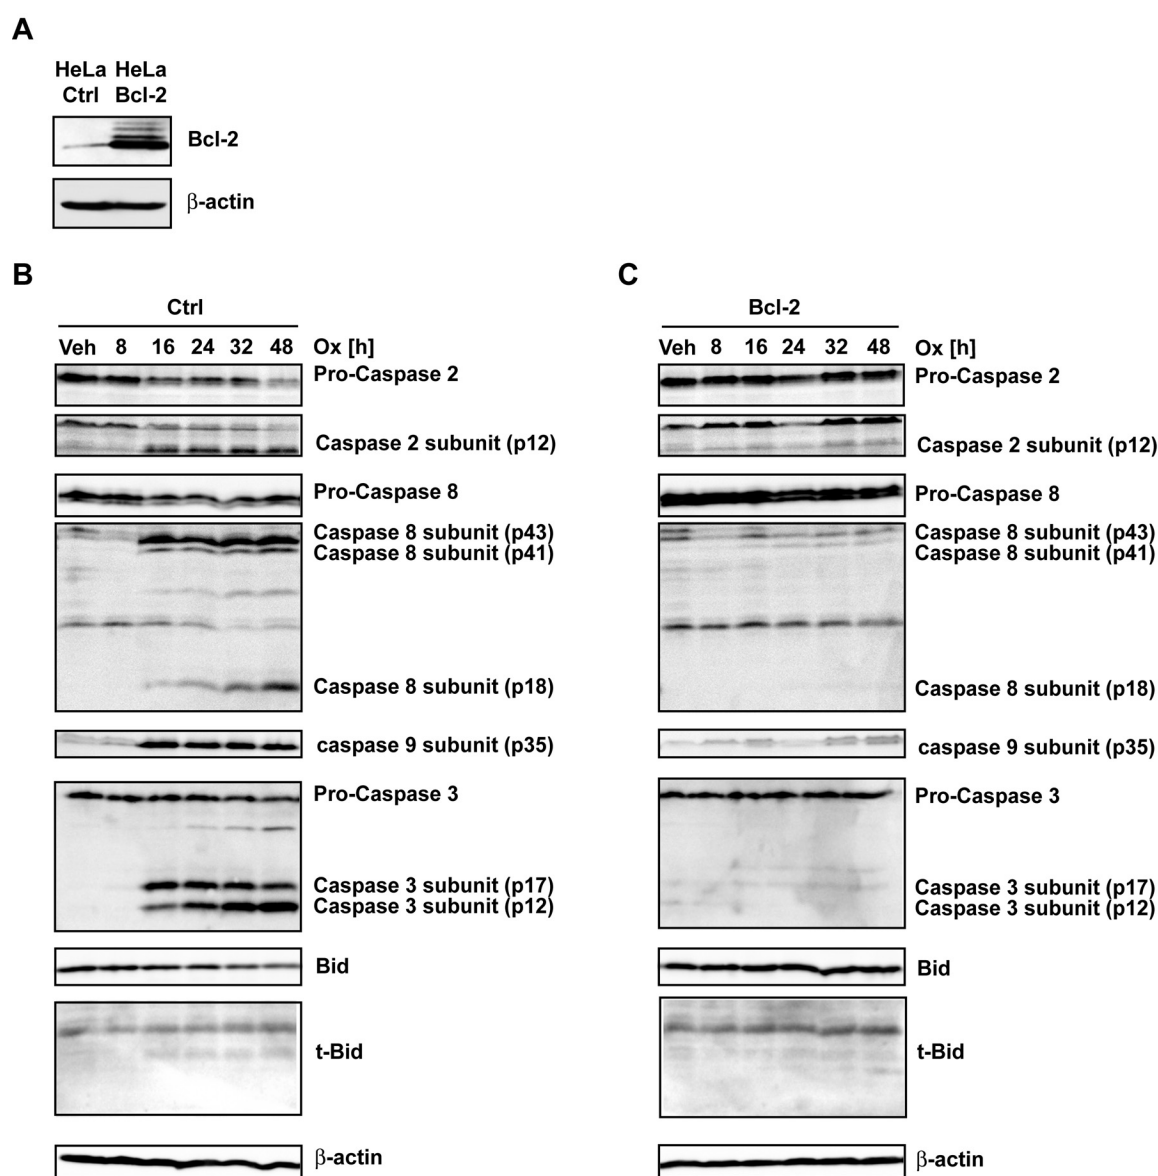 A
HeLa HeLa
Ctrl Bcl-2
Bcl-2
β-actin
B
Ctrl
Veh 8 16 24 32 48 Ox [h]
Pro-Caspase 2
Caspase 2 subunit (p12)
Pro-Caspase 8
Caspase 8 subunit (p43)
Caspase 8 subunit (p41)
Caspase 8 subunit (p18)
caspase 9 subunit (p35)
Pro-Caspase 3
Caspase 3 subunit (p17)
Caspase 3 subunit (p12)
Bid
t-Bid
β-actin
C
Bcl-2
Veh 8 16 24 32 48 Ox [h]
Pro-Caspase 2
Caspase 2 subunit (p12)
Pro-Caspase 8
Caspase 8 subunit (p43)
Caspase 8 subunit (p41)
Caspase 8 subunit (p18)
caspase 9 subunit (p35)
Pro-Caspase 3
Caspase 3 subunit (p17)
Caspase 3 subunit (p12)
Bid
t-Bid
β-actin